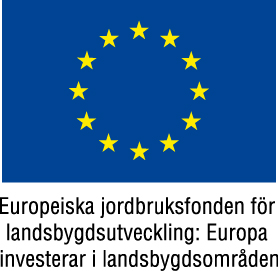 Europeiska jordbruksfonden för
landsbygdsutveckling: Europa
investerar i landsbygdsområden